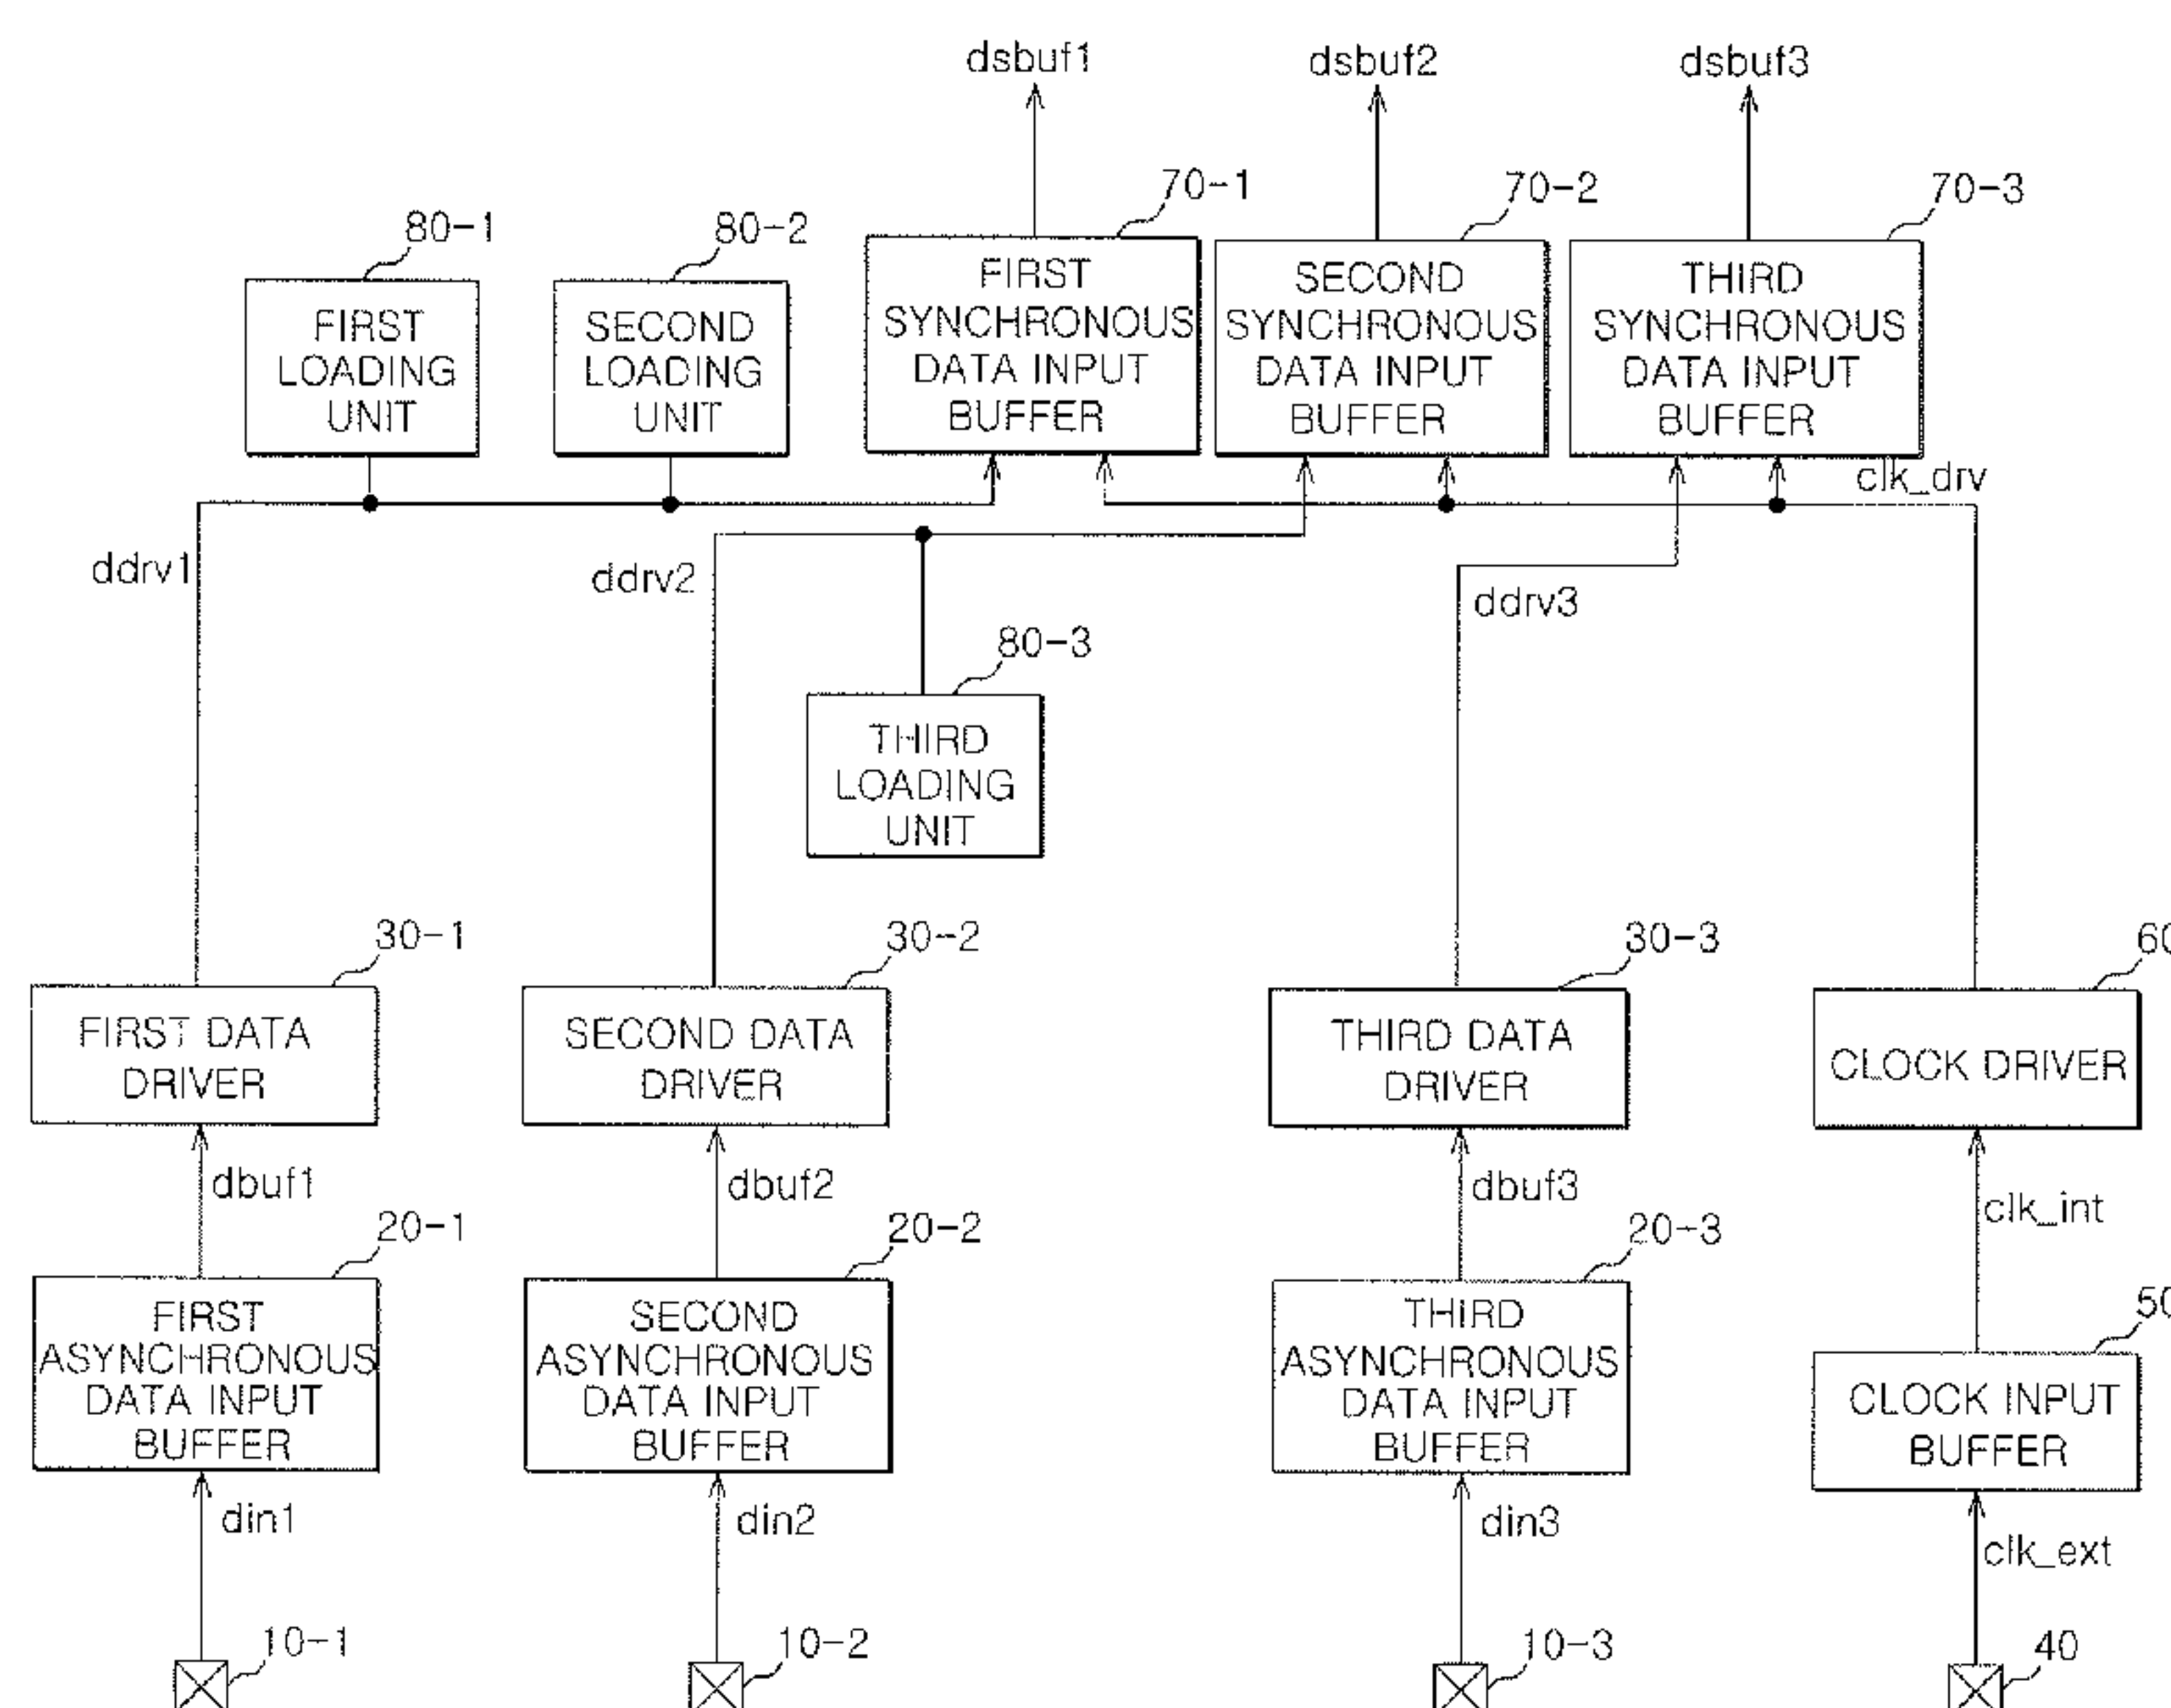 dsbuf1
dsbuf2
dsbuf3
70-1
70-2
70-3
80-1
80-2
FIRST
LOADING
UNIT
SECOND
LOADING
UNIT
FIRST
SYNCHRONOUS
DATA INPUT
BUFFER
SECOND
SYNCHRONOUS
DATA INPUT
BUFFER
THIRD
SYNCHRONOUS
DATA INPUT
BUFFER
clk_drv
ddrv1
ddrv2
ddrv3
80-3
THIRD
LOADING
UNIT
30-1
30-2
30-3
60
FIRST DATA
DRIVER
SECOND DATA
DRIVER
THIRD DATA
DRIVER
CLOCK DRIVER
dbuf1
dbuf2
dbuf3
clk_int
20-1
20-2
20-3
50
FIRST
ASYNCHRONOUS
DATA INPUT
BUFFER
SECOND
ASYNCHRONOUS
DATA INPUT
BUFFER
THIRD
ASYNCHRONOUS
DATA INPUT
BUFFER
CLOCK INPUT
BUFFER
din1
din2
din3
clk_ext
10-1
10-2
10-3
40